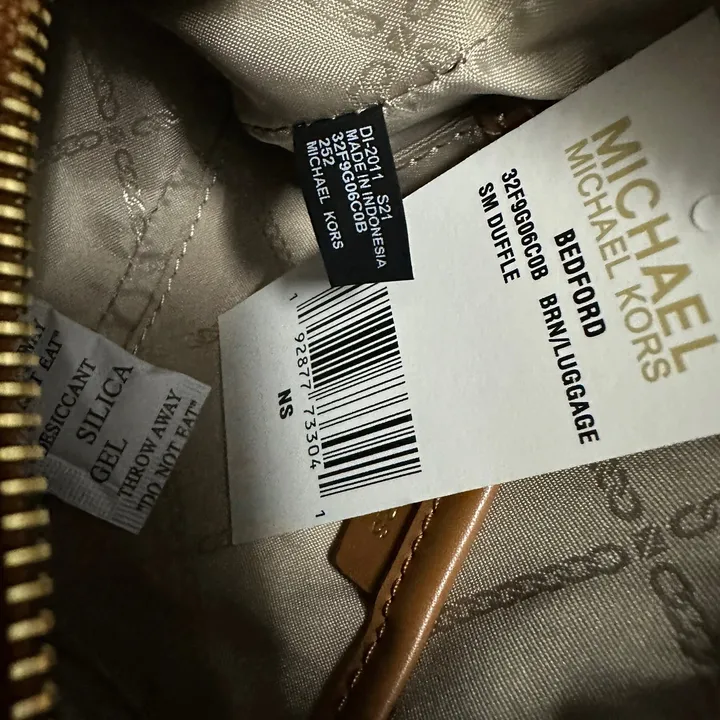 DI-2011 S21
MADE IN INDONESIA
32F9G06C0B
252
MICHAEL KORS
MICHAEL
MICHAEL KORS
BEDFORD
32F9G06C0B BRN/LUGGAGE
SM DUFFLE
1 92877 73304 1
NS
DESICCANT
SILICA
GEL
THROW AWAY
"DO NOT EAT"